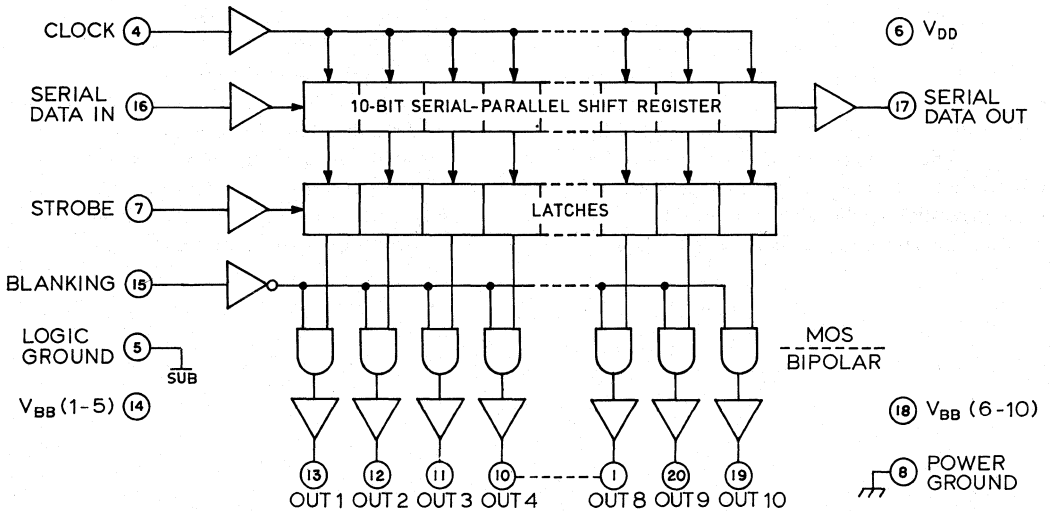 CLOCK 4
6 VDD
SERIAL DATA IN 16
10-BIT SERIAL-PARALLEL SHIFT REGISTER
17 SERIAL DATA OUT
STROBE 7
LATCHES
BLANKING 15
LOGIC GROUND 5
SUB
MOS
BIPOLAR
VBB (1-5) 14
18 VBB (6-10)
13 12 11 10 1 20 19
8 POWER GROUND
OUT 1 OUT 2 OUT 3 OUT 4 OUT 8 OUT 9 OUT 10